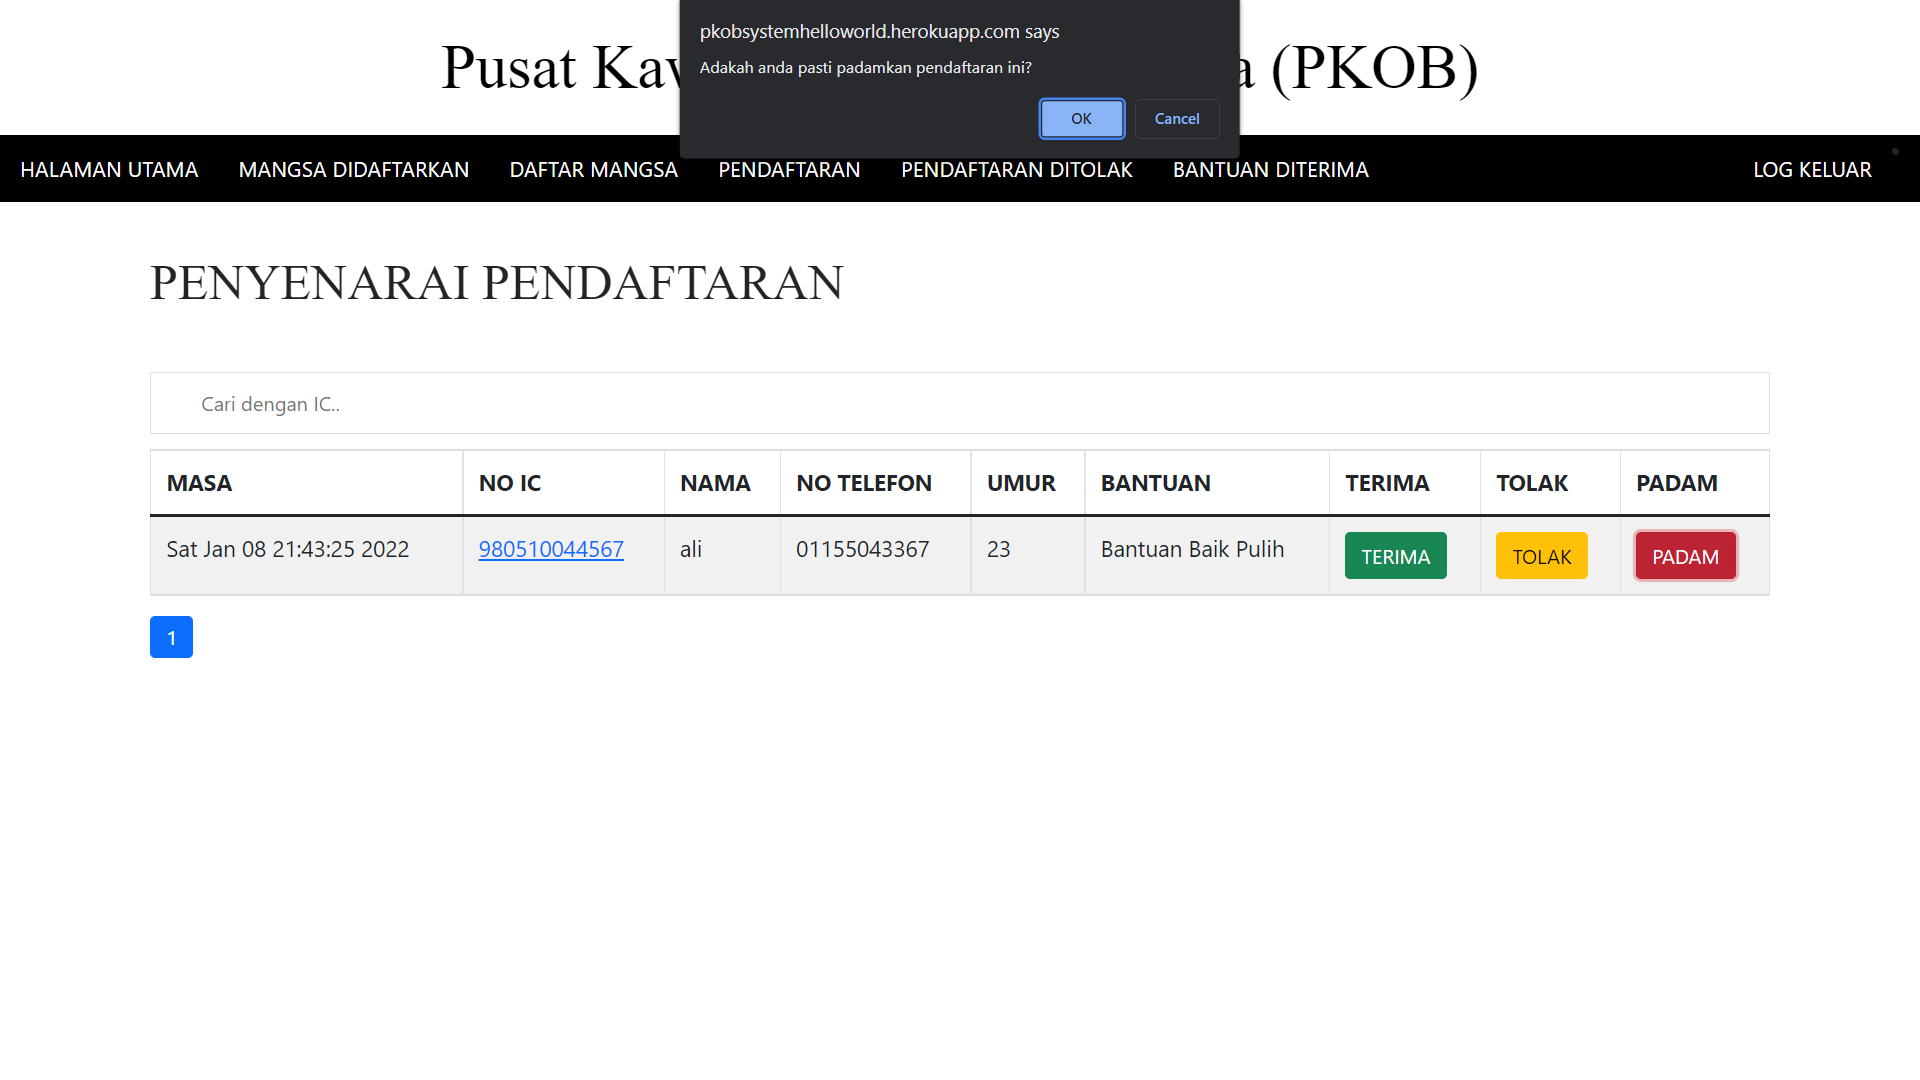 pkobsystemhelloworld.herokuapp.com says
Adakah anda pasti padamkan pendaftaran ini?
OK Cancel
Pusat (PKOB)
HALAMAN UTAMA MANGSA DIDAFTARKAN DAFTAR MANGSA PENDAFTARAN PENDAFTARAN DITOLAK BANTUAN DITERIMA LOG KELUAR
PENYENARAI PENDAFTARAN
Cari dengan IC..
MASA NO IC NAMA NO TELEFON UMUR BANTUAN TERIMA TOLAK PADAM
Sat Jan 08 21:43:25 2022 980510044567 ali 01155043367 23 Bantuan Baik Pulih TERIMA TOLAK PADAM
1